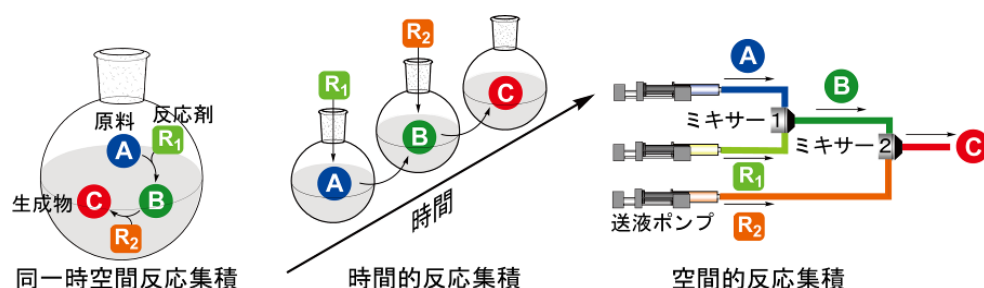 原料
反応剤
A
R1
生成物
C
B
R2
同一時空間反応集積
R1
A
R2
B
C
時間
時間的反応集積
A
B
ミキサー 1
ミキサー 2
C
R1
送液ポンプ
R2
空間的反応集積